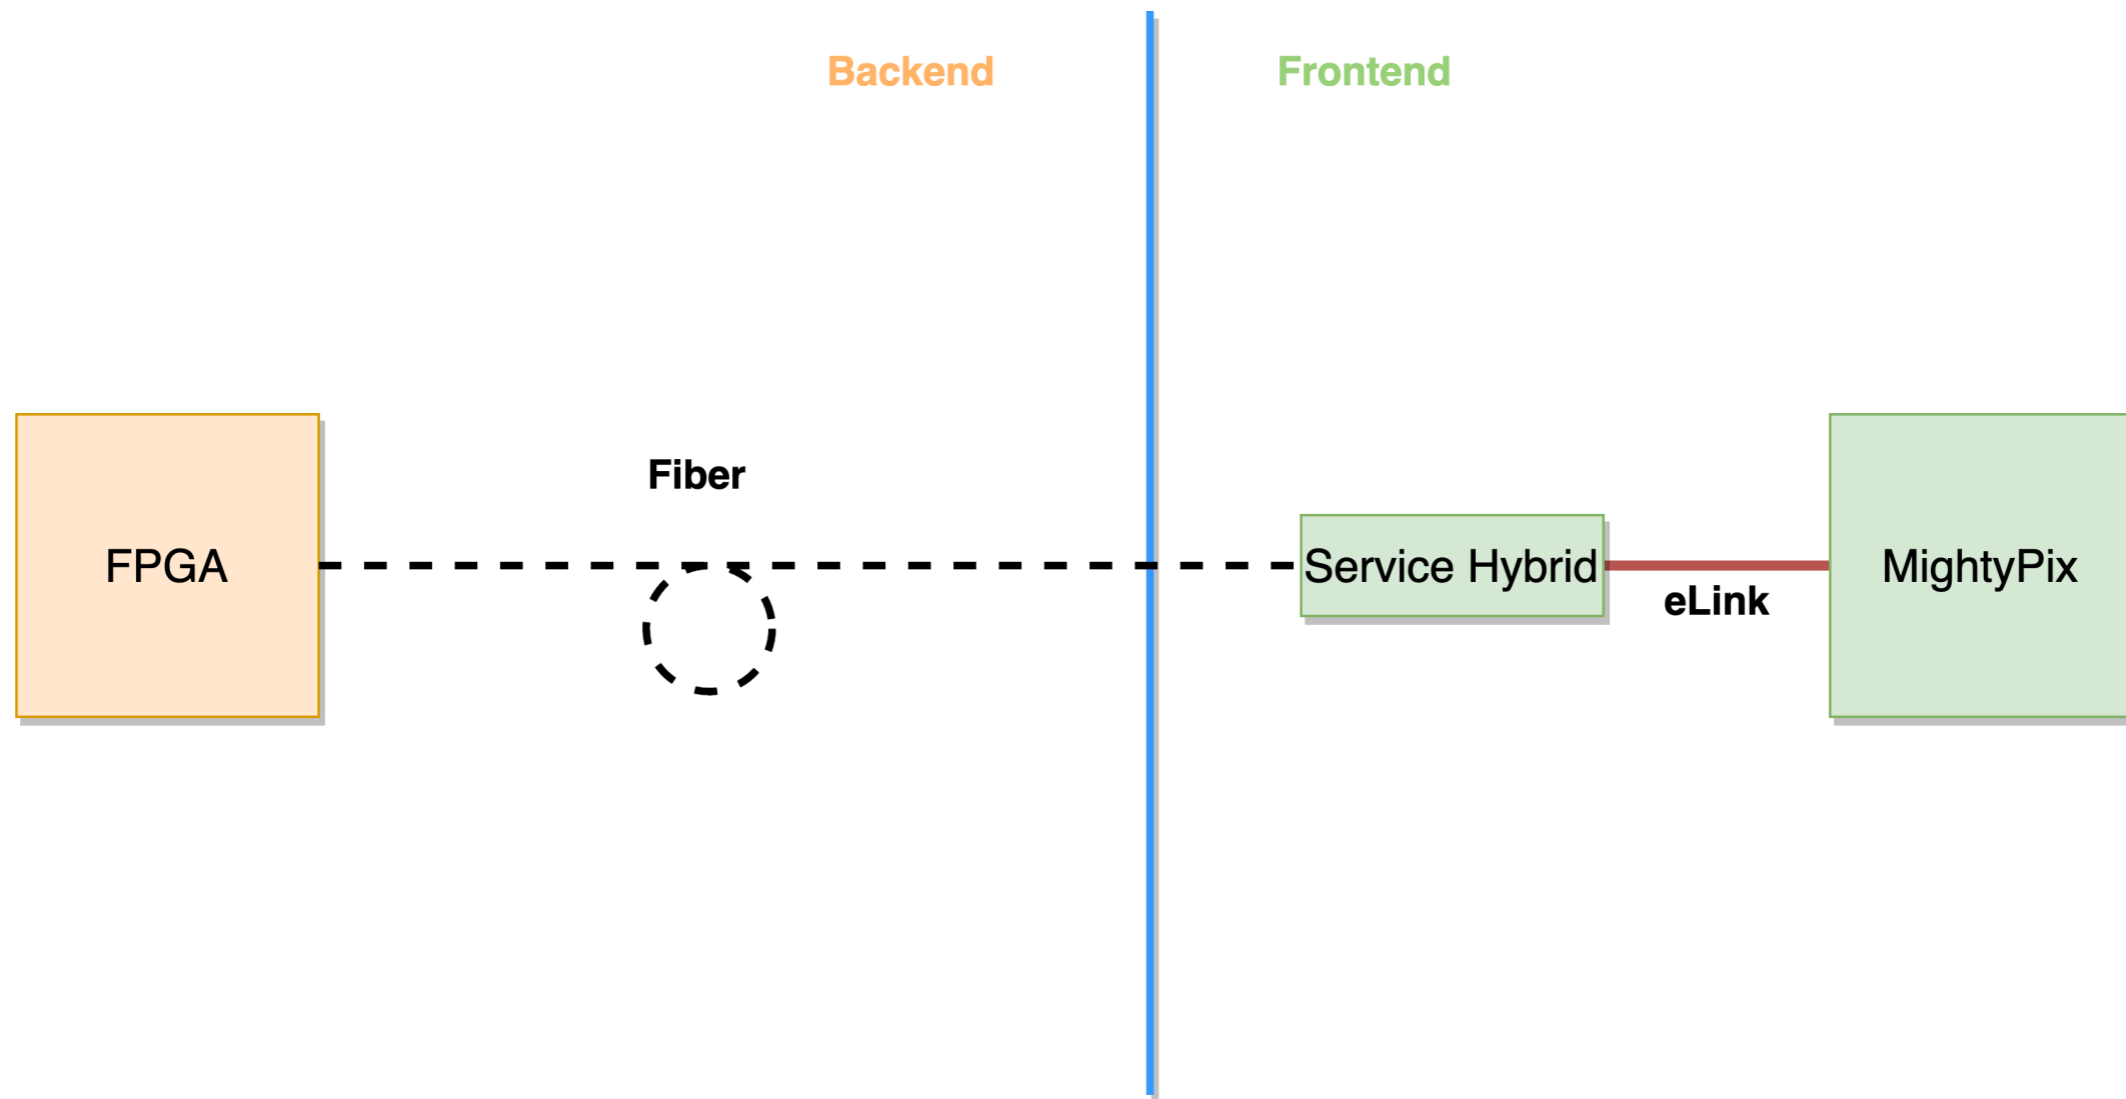 Backend
Frontend
Fiber
FPGA
Service Hybrid
MightyPix
eLink